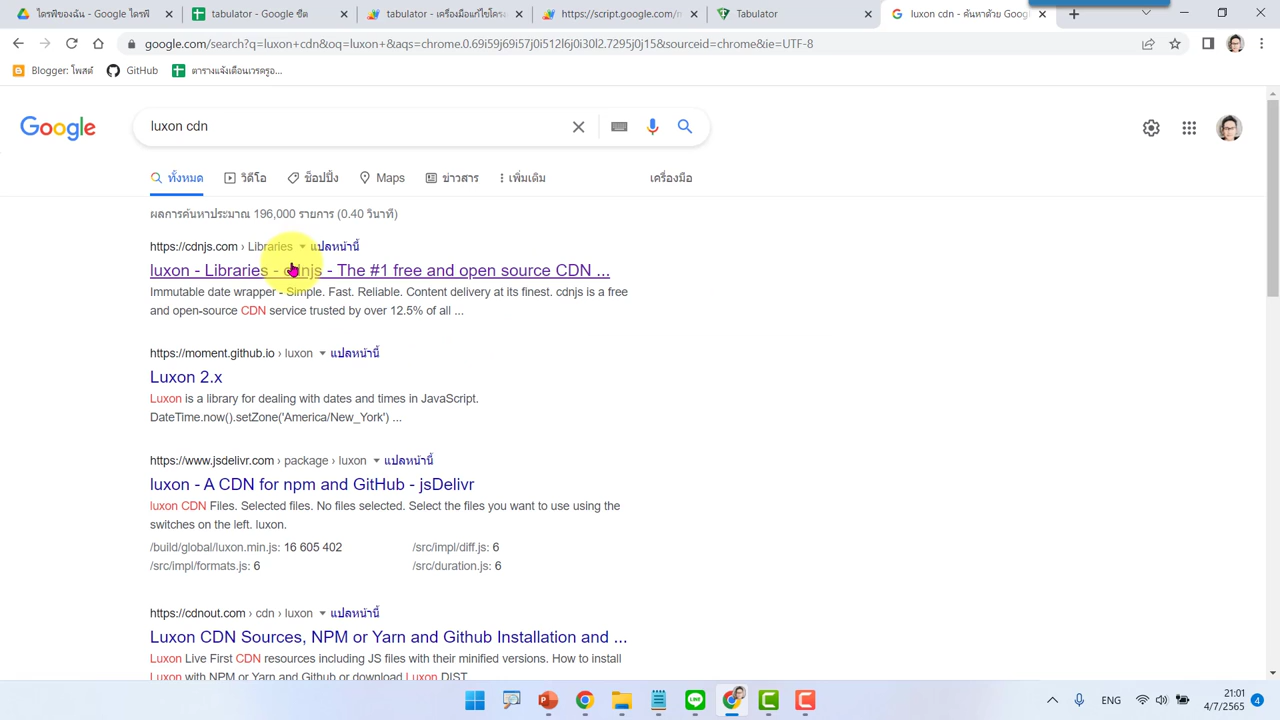 ไดรฟ์ของฉัน - Google ไดรฟ์
tabulator - Google ชีต
tabulator - เครื่องมือแก้ไขโครง
https://script.google.com/m
Tabulator
luxon cdn - ค้นหาด้วย Goog
google.com/search?q=luxon+cdn&oq=luxon+&aqs=chrome.0.69i59j69i57j0i512l6j0i30l2.7295j0j15&sourceid=chrome&ie=UTF-8
Blogger: โพสต์
GitHub
ตารางแจ้งเตือนเวรครูอ...
Google
luxon cdn
ทั้งหมด
วิดีโอ
ช็อปปิ้ง
Maps
ข่าวสาร
เพิ่มเติม
เครื่องมือ
ผลการค้นหาประมาณ 196,000 รายการ (0.40 วินาที)
https://cdnjs.com › Libraries แปลหน้านี้
luxon - Libraries - cdnjs - The #1 free and open source CDN ...
Immutable date wrapper - Simple. Fast. Reliable. Content delivery at its finest. cdnjs is a free
and open-source CDN service trusted by over 12.5% of all ...
https://moment.github.io › luxon แปลหน้านี้
Luxon 2.x
Luxon is a library for dealing with dates and times in JavaScript.
DateTime.now().setZone('America/New_York') ...
https://www.jsdelivr.com › package › luxon แปลหน้านี้
luxon - A CDN for npm and GitHub - jsDelivr
luxon CDN Files. Selected files. No files selected. Select the files you want to use using the
switches on the left. luxon.
/build/global/luxon.min.js: 16 605 402 /src/impl/diff.js: 6
/src/impl/formats.js: 6 /src/duration.js: 6
https://cdnout.com › cdn › luxon แปลหน้านี้
Luxon CDN Sources, NPM or Yarn and Github Installation and ...
Luxon Live First CDN resources including JS files with their minified versions. How to install
Luxon with NPM or Yarn and Github or download Luxon DIST.
ENG
21:01
4/7/2565
4